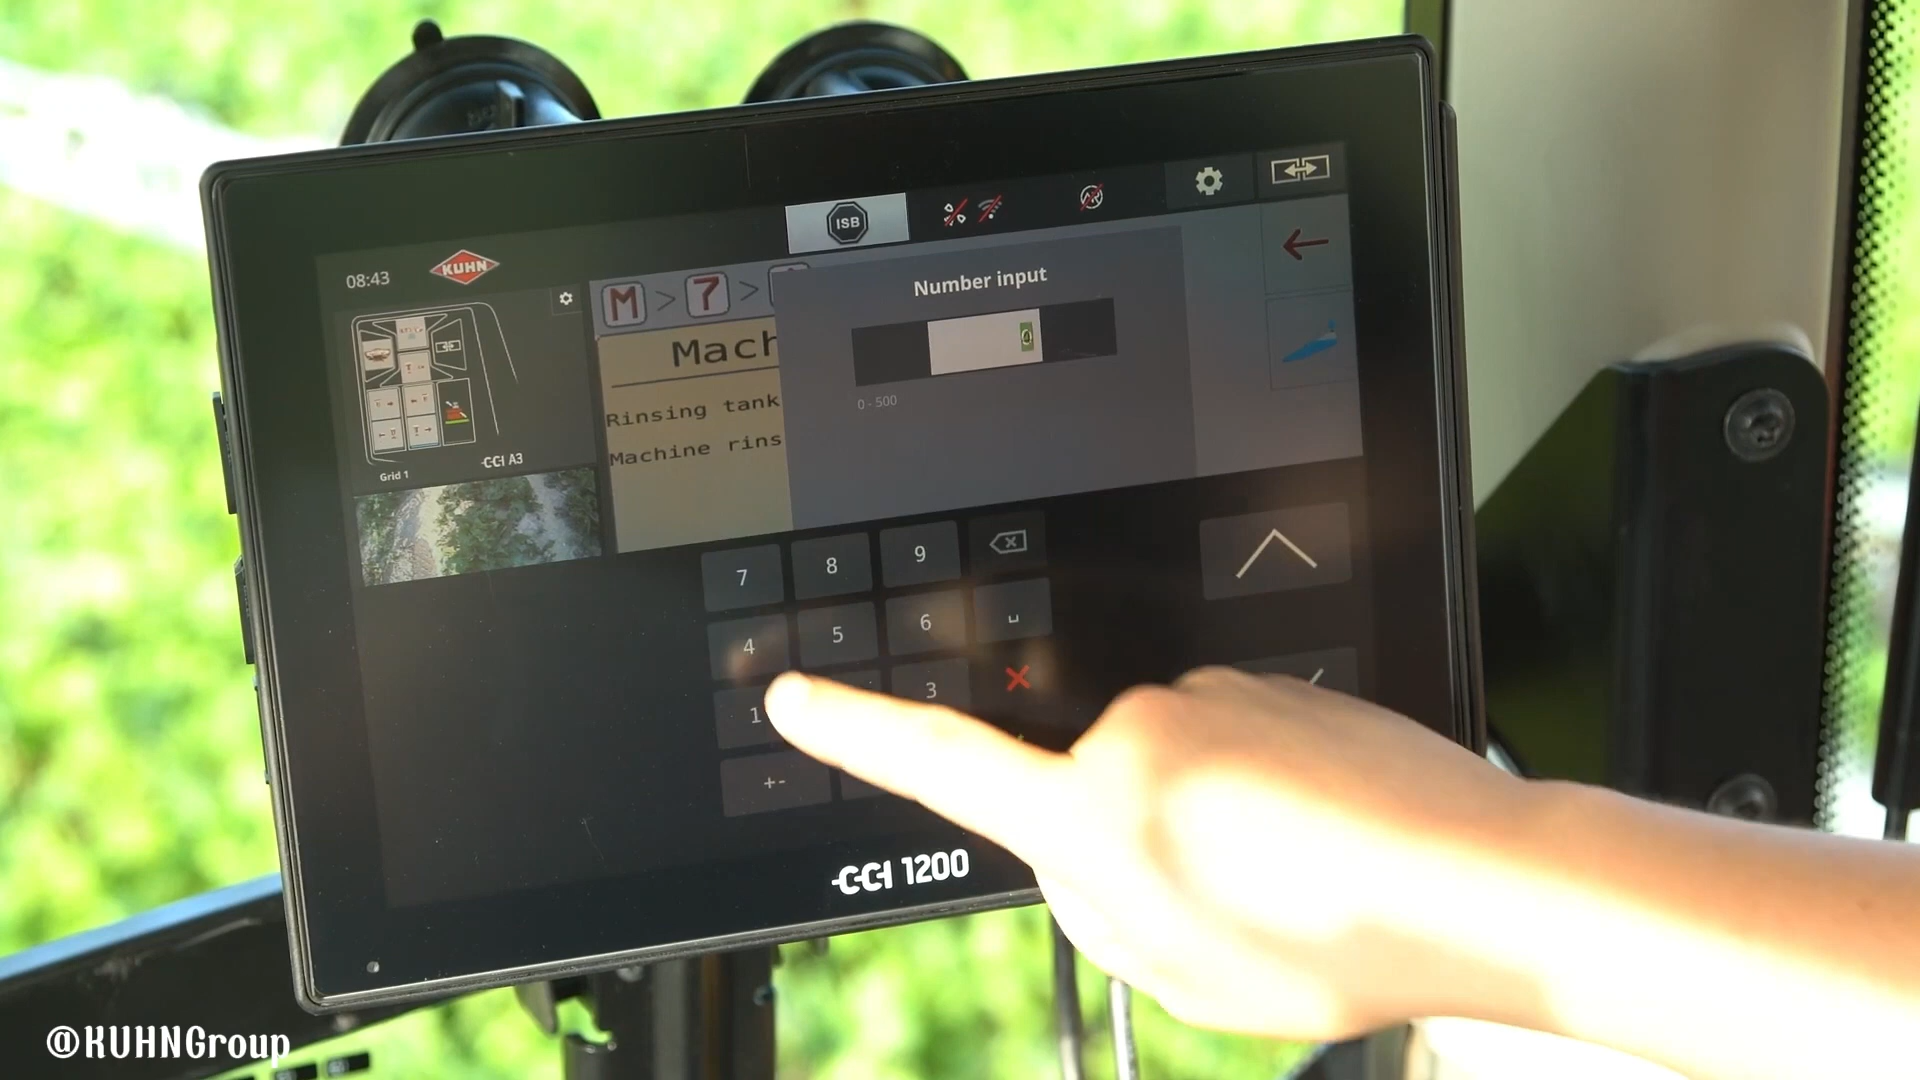 ISB
08:43
KUHN
M > 7 >
Number input
0
0 - 500
Mach
Rinsing tank
Machine rins
CCI A3
Grid 1
7 8 9
4 5 6
1 3
+-
CCI 1200
@KUHNGroup